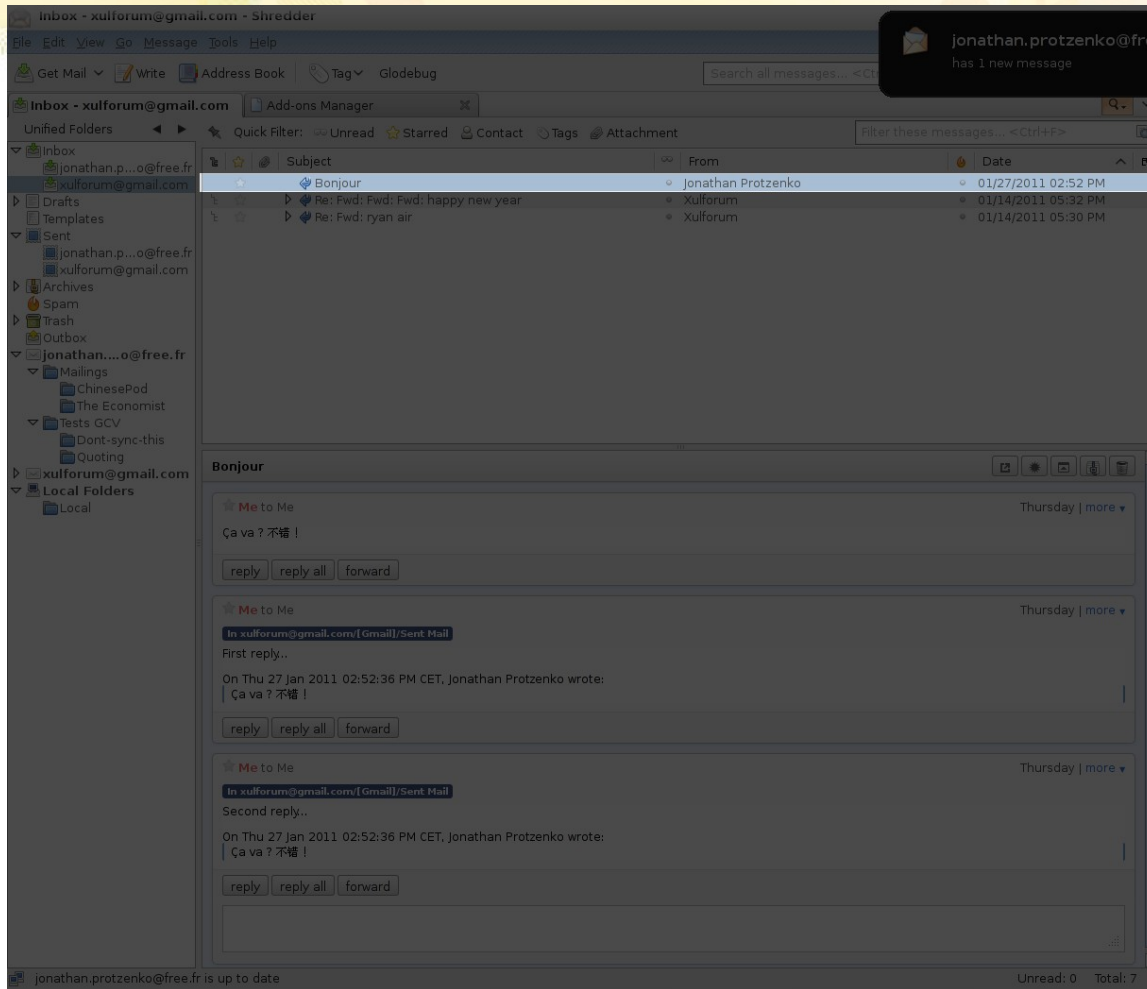 Inbox - xulforum@gmail.com - Shredder
File Edit View Go Message Tools Help
jonathan.protzenko@fre
has 1 new message
Get Mail Write Address Book Tag Glodebug Search all messages... <Ctr
Inbox - xulforum@gmail.com Add-ons Manager
Unified Folders
Quick Filter: Unread Starred Contact Tags Attachment Filter these messages... <Ctrl+F>
Inbox
jonathan.p...o@free.fr
xulforum@gmail.com
Drafts
Templates
Sent
jonathan.p...o@free.fr
xulforum@gmail.com
Archives
Spam
Trash
Outbox
jonathan....o@free.fr
Mailings
ChinesePod
The Economist
Tests GCV
Dont-sync-this
Quoting
xulforum@gmail.com
Local Folders
Local
Subject From Date
Bonjour Jonathan Protzenko 01/27/2011 02:52 PM
Re: Fwd: Fwd: Fwd: happy new year Xulforum 01/14/2011 05:32 PM
Re: Fwd: ryan air Xulforum 01/14/2011 05:30 PM
Bonjour
Me to Me Thursday | more
Ça va ? 不错 !
reply reply all forward
Me to Me Thursday | more
In xulforum@gmail.com/[Gmail]/Sent Mail
First reply...
On Thu 27 Jan 2011 02:52:36 PM CET, Jonathan Protzenko wrote:
Ça va ? 不错 !
reply reply all forward
Me to Me Thursday | more
In xulforum@gmail.com/[Gmail]/Sent Mail
Second reply...
On Thu 27 Jan 2011 02:52:36 PM CET, Jonathan Protzenko wrote:
Ça va ? 不错 !
reply reply all forward
jonathan.protzenko@free.fr is up to date Unread: 0 Total: 7